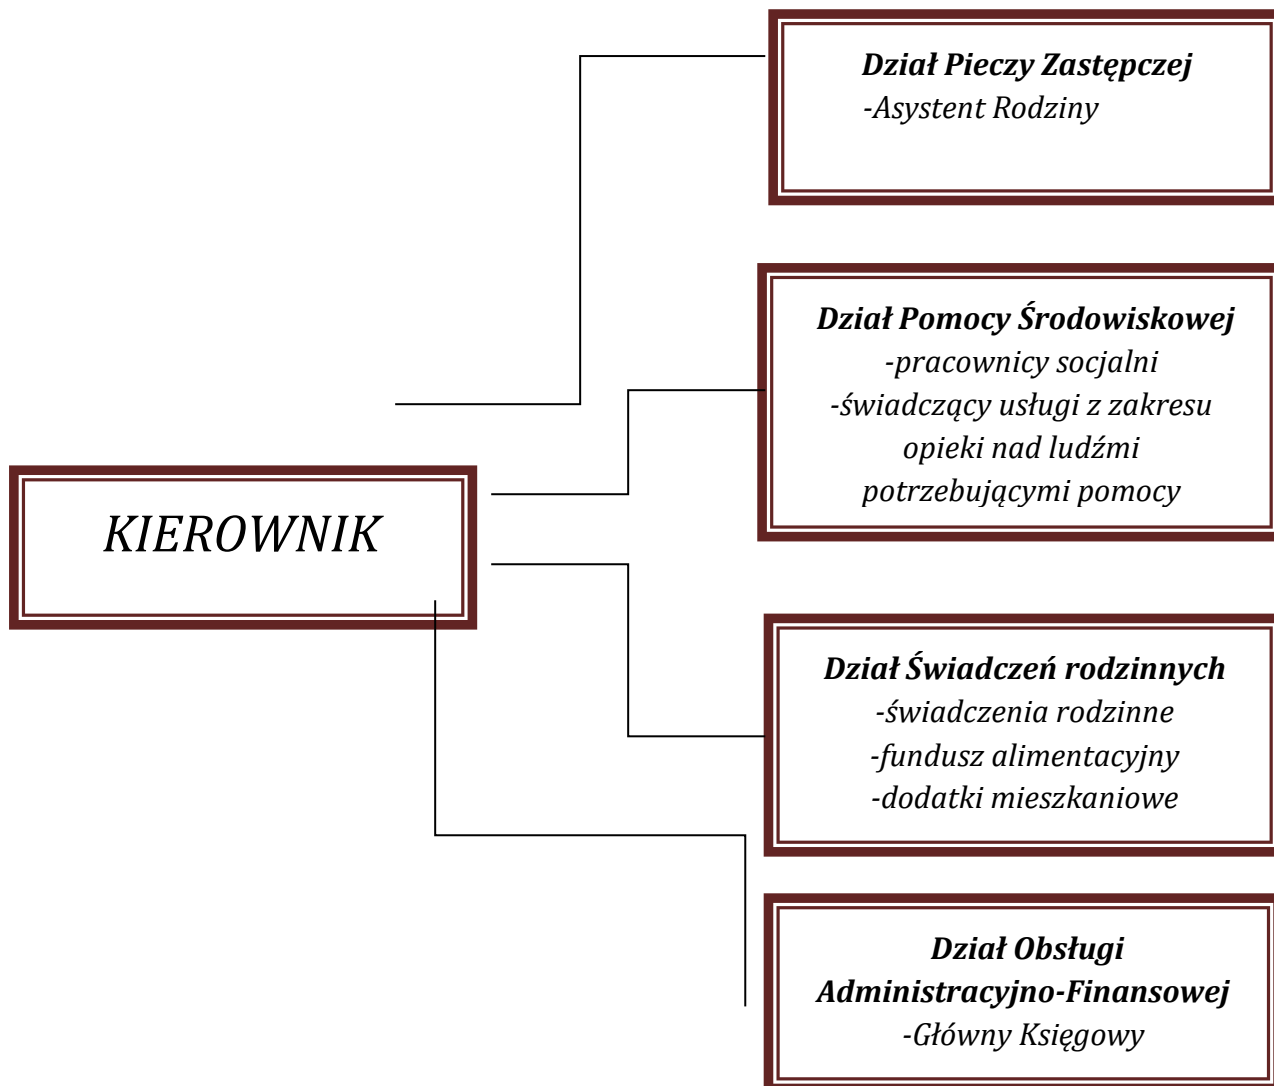 Dział Pieczy Zastępczej
-Asystent Rodziny
Dział Pomocy Środowiskowej
-pracownicy socjalni
-świadczący usługi z zakresu
opieki nad ludźmi
potrzebującymi pomocy
KIEROWNIK
Dział Świadczeń rodzinnych
-świadczenia rodzinne
-fundusz alimentacyjny
-dodatki mieszkaniowe
Dział Obsługi
Administracyjno-Finansowej
-Główny Księgowy